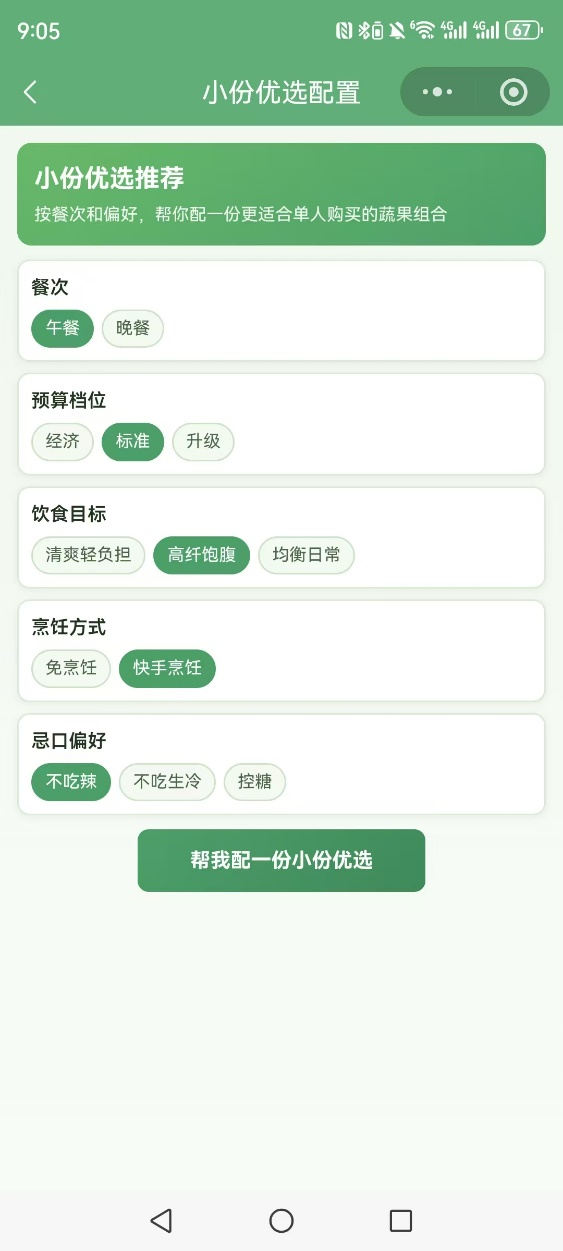 9:05
6 4G 4G 67
小份优选配置
小份优选推荐
按餐次和偏好，帮你配一份更适合单人购买的蔬果组合
餐次
午餐 晚餐
预算档位
经济 标准 升级
饮食目标
清爽轻负担 高纤饱腹 均衡日常
烹饪方式
免烹饪 快手烹饪
忌口偏好
不吃辣 不吃生冷 控糖
帮我配一份小份优选